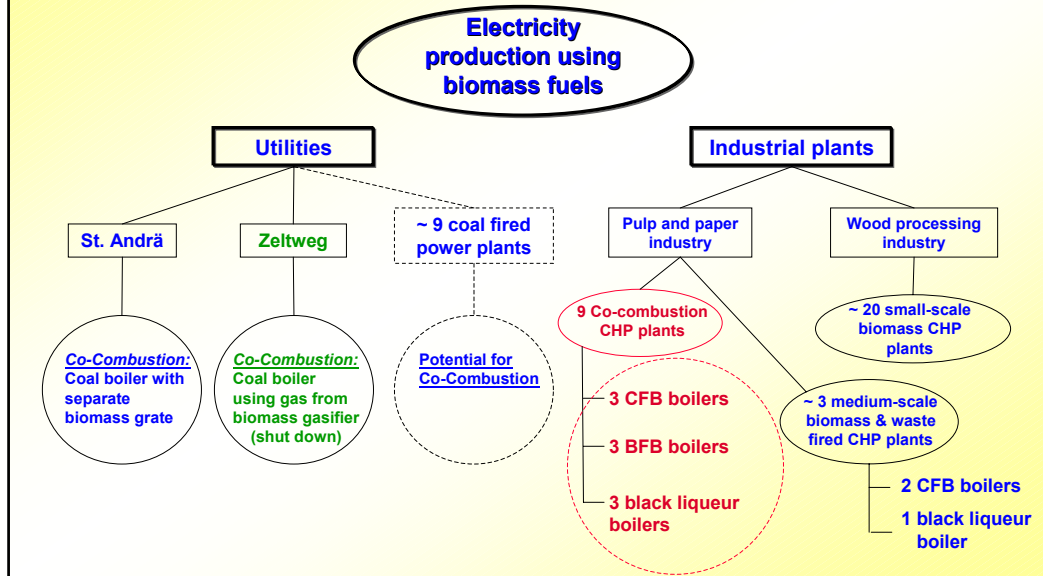 Electricity
production using
biomass fuels
Utilities
Industrial plants
St. Andrä
Zeltweg
~ 9 coal fired
power plants
Pulp and paper
industry
Wood processing
industry
Co-Combustion:
Coal boiler with
separate
biomass grate
Co-Combustion:
Coal boiler
using gas from
biomass gasifier
(shut down)
Potential for
Co-Combustion
9 Co-combustion
CHP plants
3 CFB boilers
3 BFB boilers
3 black liqueur
boilers
~ 20 small-scale
biomass CHP
plants
~ 3 medium-scale
biomass & waste
fired CHP plants
2 CFB boilers
1 black liqueur
boiler